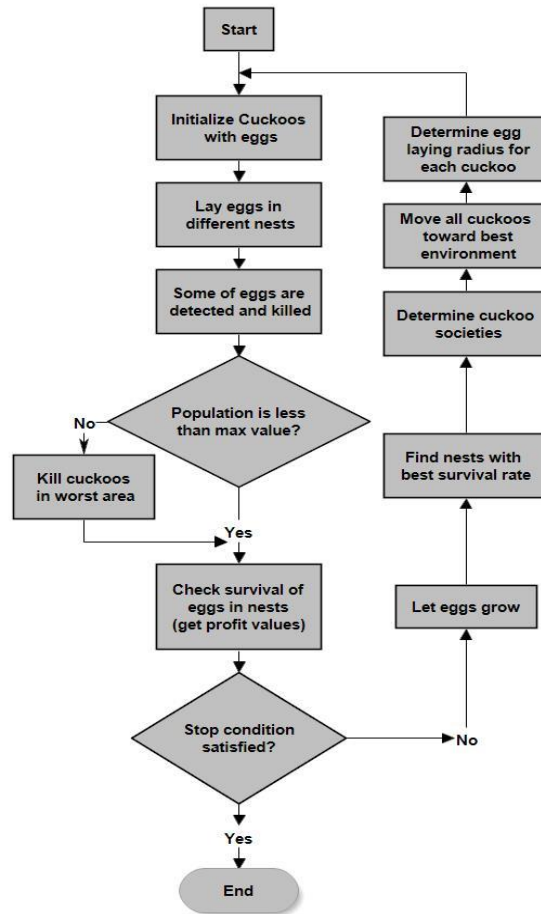 Start
Initialize Cuckoos
with eggs
Lay eggs in
different nests
Some of eggs are
detected and killed
Population is less
than max value?
No
Kill cuckoos
in worst area
Yes
Check survival of
eggs in nests
(get profit values)
Stop condition
satisfied?
No
Yes
End
Let eggs grow
Find nests with
best survival rate
Determine cuckoo
societies
Move all cuckoos
toward best
environment
Determine egg
laying radius for
each cuckoo